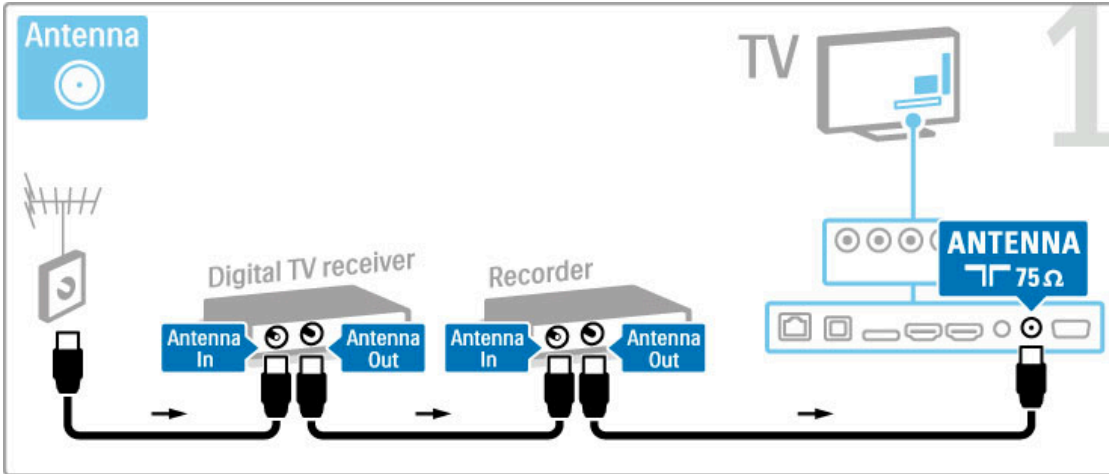 Antenna
TV
1
Digital TV receiver
Recorder
Antenna
In
Antenna
Out
Antenna
In
Antenna
Out
ANTENNA
75 Ω